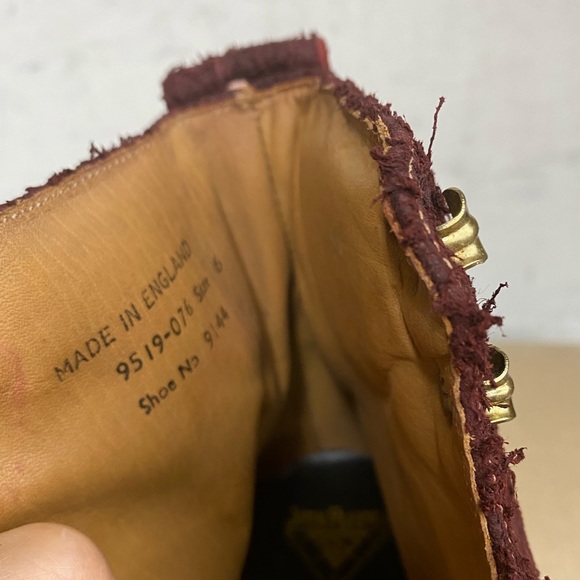 MADE IN ENGLAND
9519-076 Size 6
Shoe No 9144